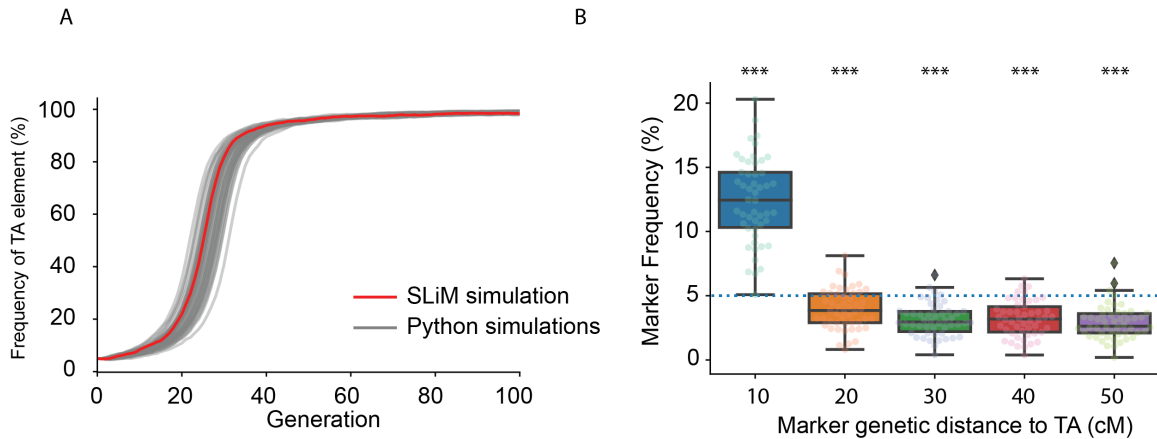 A
Frequency of TA element (%)
100
80
60
40
20
0
SLiM simulation
Python simulations
0 20 40 60 80 100
Generation
B
*** *** *** *** ***
Marker Frequency (%)
20
15
10
5
0
10 20 30 40 50
Marker genetic distance to TA (cM)